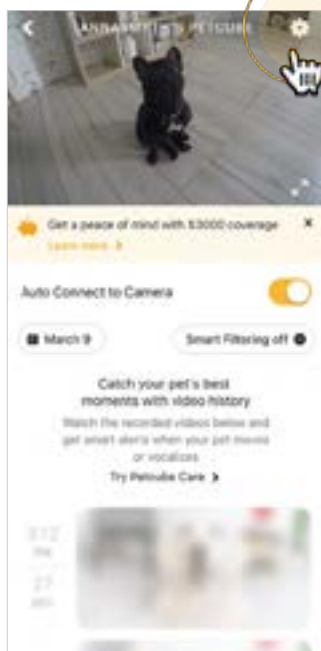 Get a peace of mind with $3000 coverage
Learn more
Auto Connect to Camera
March 9
Smart Filtering off
Catch your pet's best
moments with video history
Watch the recorded videos below and
get smart alerts when your pet moves
or vocalizes
Try Petcube Care